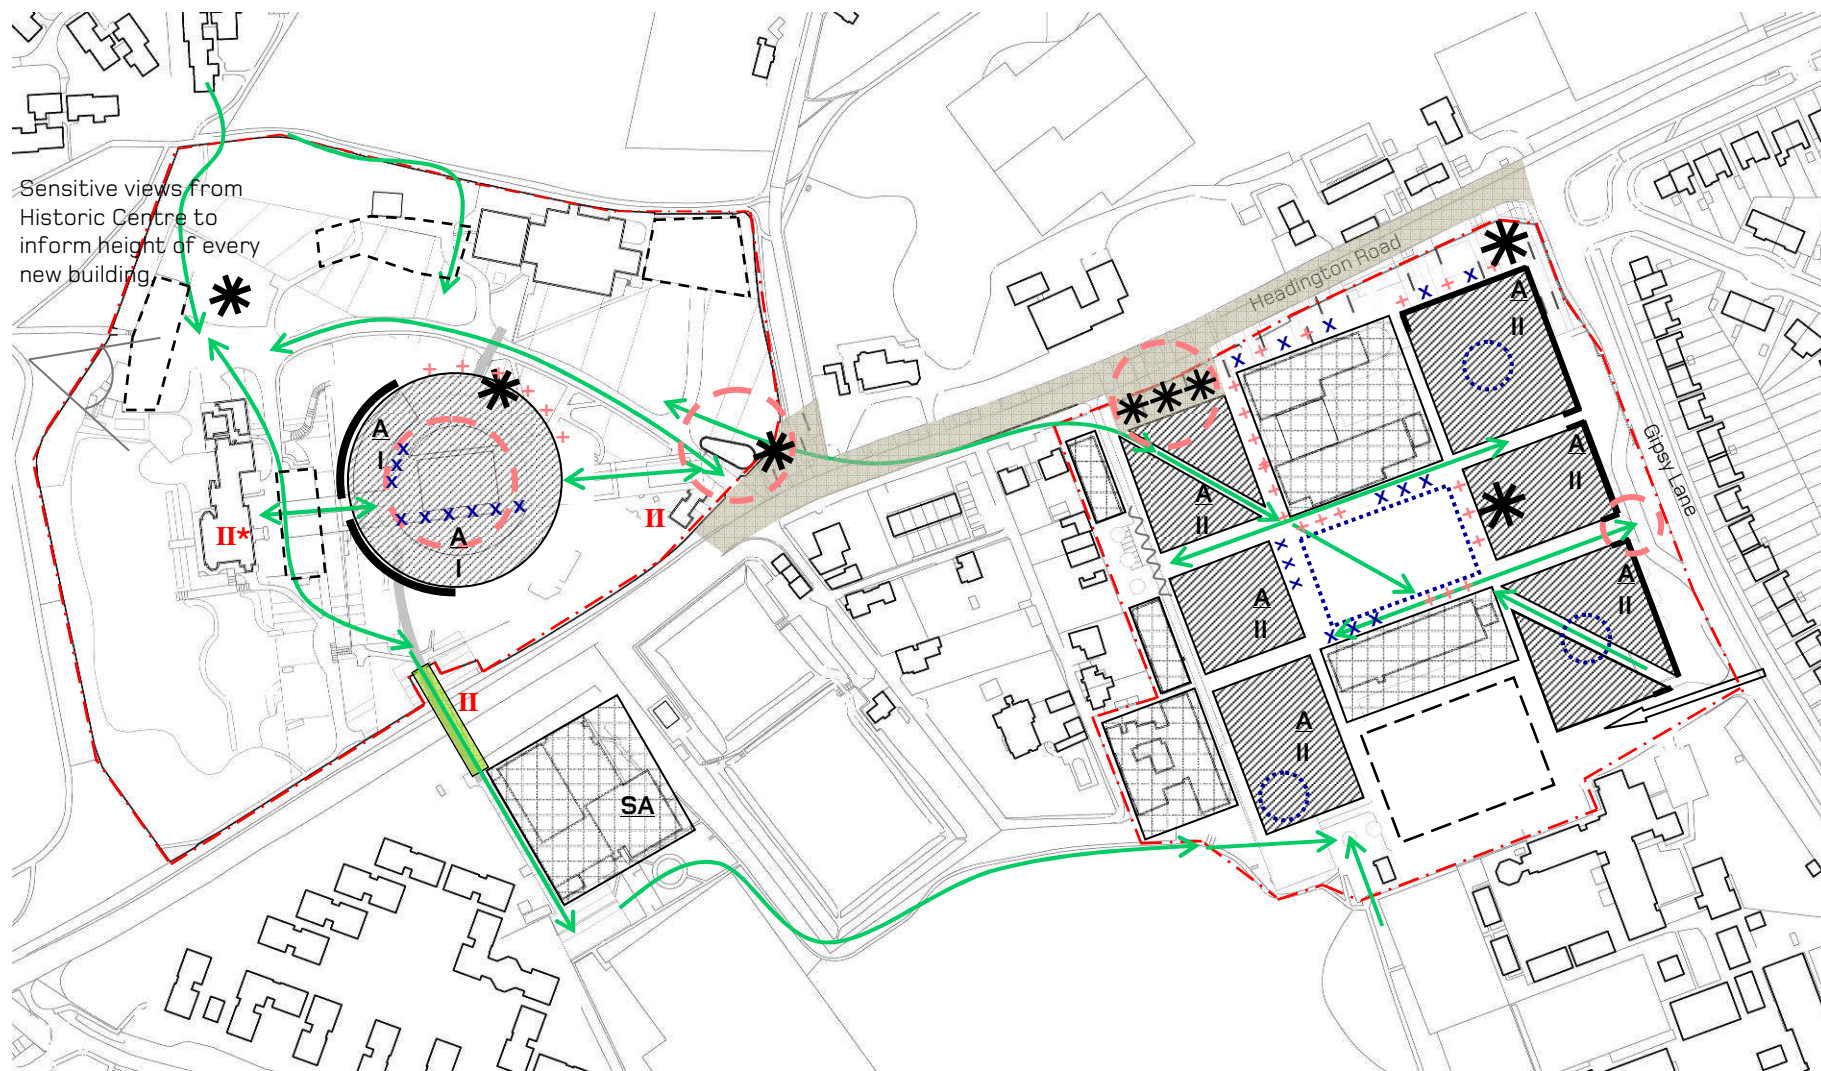 Sensitive views from
Historic Centre to
inform height of every
new building.
Headington Road
Gipsy Lane
A
I
A
I
II*
II
II
SA
A
II
A
II
A
II
A
II
A
II
A
II